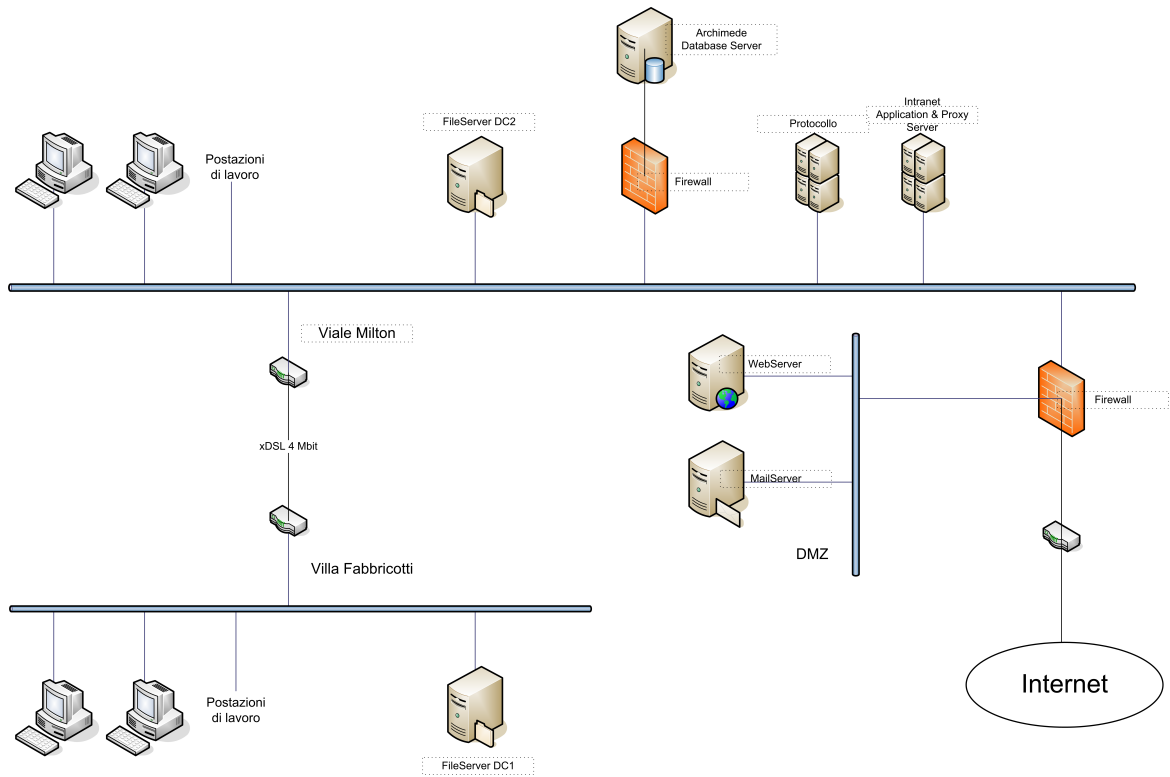 Archimede
Database Server
Intranet
Application & Proxy
Server
FileServer DC2
Protocollo
Postazioni
di lavoro
Firewall
Viale Milton
WebServer
Firewall
xDSL 4 Mbit
MailServer
DMZ
Villa Fabbricotti
Internet
Postazioni
di lavoro
FileServer DC1